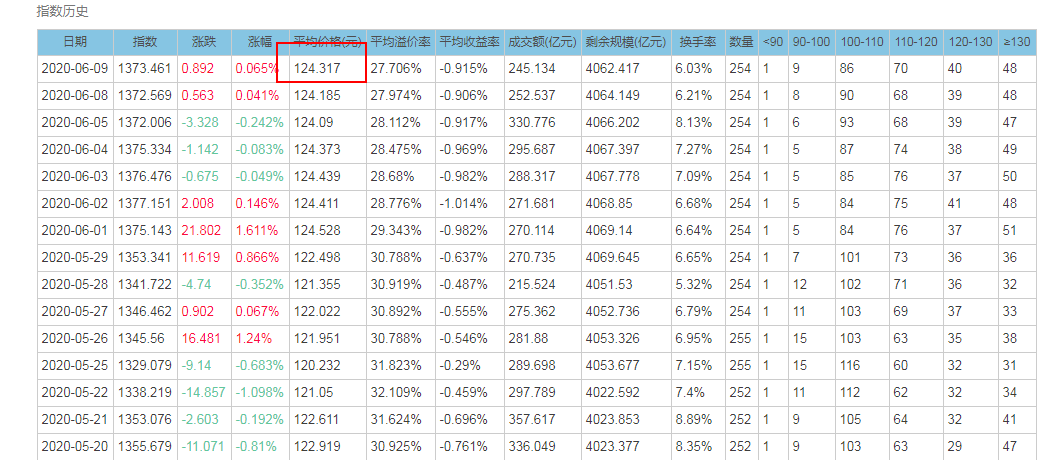 指数历史
日期 指数 涨跌 涨幅 平均价格(元) 平均溢价率 平均收益率 成交额(亿元) 剩余规模(亿元) 换手率 数量 <90 90-100 100-110 110-120 120-130 ≥130
2020-06-09 1373.461 0.892 0.065% 124.317 27.706% -0.915% 245.134 4062.417 6.03% 254 1 9 86 70 40 48
2020-06-08 1372.569 0.563 0.041% 124.185 27.974% -0.906% 252.537 4064.149 6.21% 254 1 8 90 68 39 48
2020-06-05 1372.006 -3.328 -0.242% 124.09 28.112% -0.917% 330.776 4066.202 8.13% 254 1 6 93 68 39 47
2020-06-04 1375.334 -1.142 -0.083% 124.373 28.475% -0.969% 295.687 4067.397 7.27% 254 1 5 87 74 38 49
2020-06-03 1376.476 -0.675 -0.049% 124.439 28.68% -0.982% 288.317 4067.778 7.09% 254 1 5 85 76 37 50
2020-06-02 1377.151 2.008 0.146% 124.411 28.776% -1.014% 271.681 4068.85 6.68% 254 1 5 84 75 41 48
2020-06-01 1375.143 21.802 1.611% 124.528 29.343% -0.982% 270.114 4069.14 6.64% 254 1 5 84 76 37 51
2020-05-29 1353.341 11.619 0.866% 122.498 30.788% -0.637% 270.735 4069.645 6.65% 254 1 7 101 73 36 36
2020-05-28 1341.722 -4.74 -0.352% 121.355 30.919% -0.487% 215.524 4051.53 5.32% 254 1 12 102 71 36 32
2020-05-27 1346.462 0.902 0.067% 122.022 30.892% -0.555% 275.362 4052.736 6.79% 254 1 11 103 69 37 33
2020-05-26 1345.56 16.481 1.24% 121.951 30.788% -0.546% 281.88 4053.326 6.95% 255 1 15 103 63 35 38
2020-05-25 1329.079 -9.14 -0.683% 120.232 31.823% -0.29% 289.698 4053.677 7.15% 255 1 15 116 60 32 31
2020-05-22 1338.219 -14.857 -1.098% 121.05 32.109% -0.459% 297.789 4022.592 7.4% 252 1 11 112 62 32 34
2020-05-21 1353.076 -2.603 -0.192% 122.611 31.624% -0.696% 357.617 4023.853 8.89% 252 1 9 105 64 32 41
2020-05-20 1355.679 -11.071 -0.81% 122.919 30.925% -0.761% 336.049 4023.377 8.35% 252 1 9 103 63 29 47